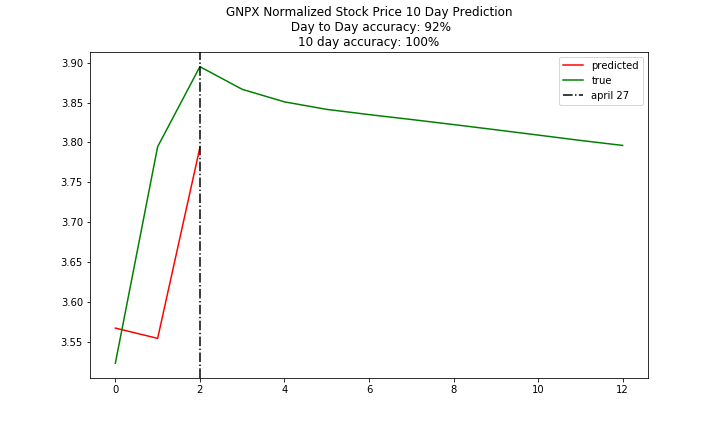 GNPX Normalized Stock Price 10 Day Prediction
Day to Day accuracy: 92%
10 day accuracy: 100%
predicted
true
april 27
3.90
3.85
3.80
3.75
3.70
3.65
3.60
3.55
0 2 4 6 8 10 12